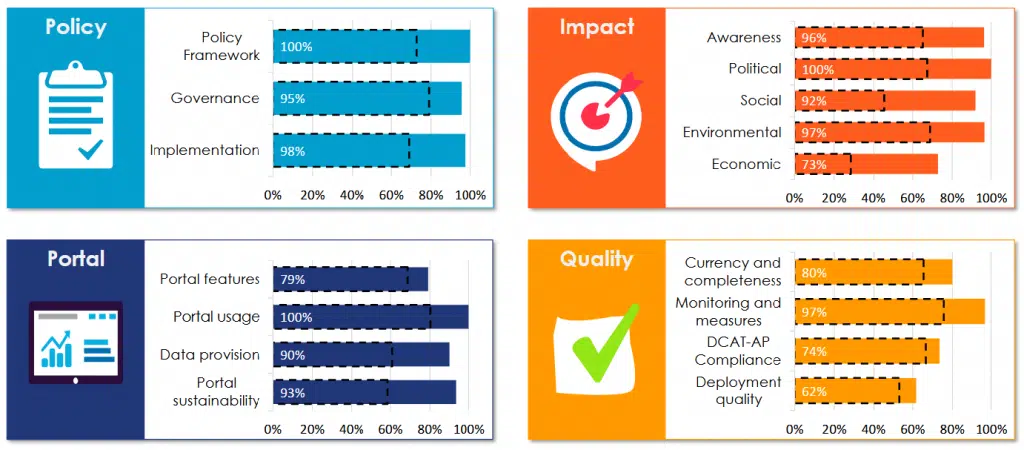 Policy
Policy
Framework
100%
Governance
95%
Implementation
98%
0% 20% 40% 60% 80% 100%
Impact
Awareness
96%
Political
100%
Social
92%
Environmental
97%
Economic
73%
0% 20% 40% 60% 80% 100%
Portal
Portal features
79%
Portal usage
100%
Data provision
90%
Portal
sustainability
93%
0% 20% 40% 60% 80% 100%
Quality
Currency and
completeness
80%
Monitoring and
measures
97%
DCAT-AP
Compliance
74%
Deployment
quality
62%
0% 20% 40% 60% 80% 100%